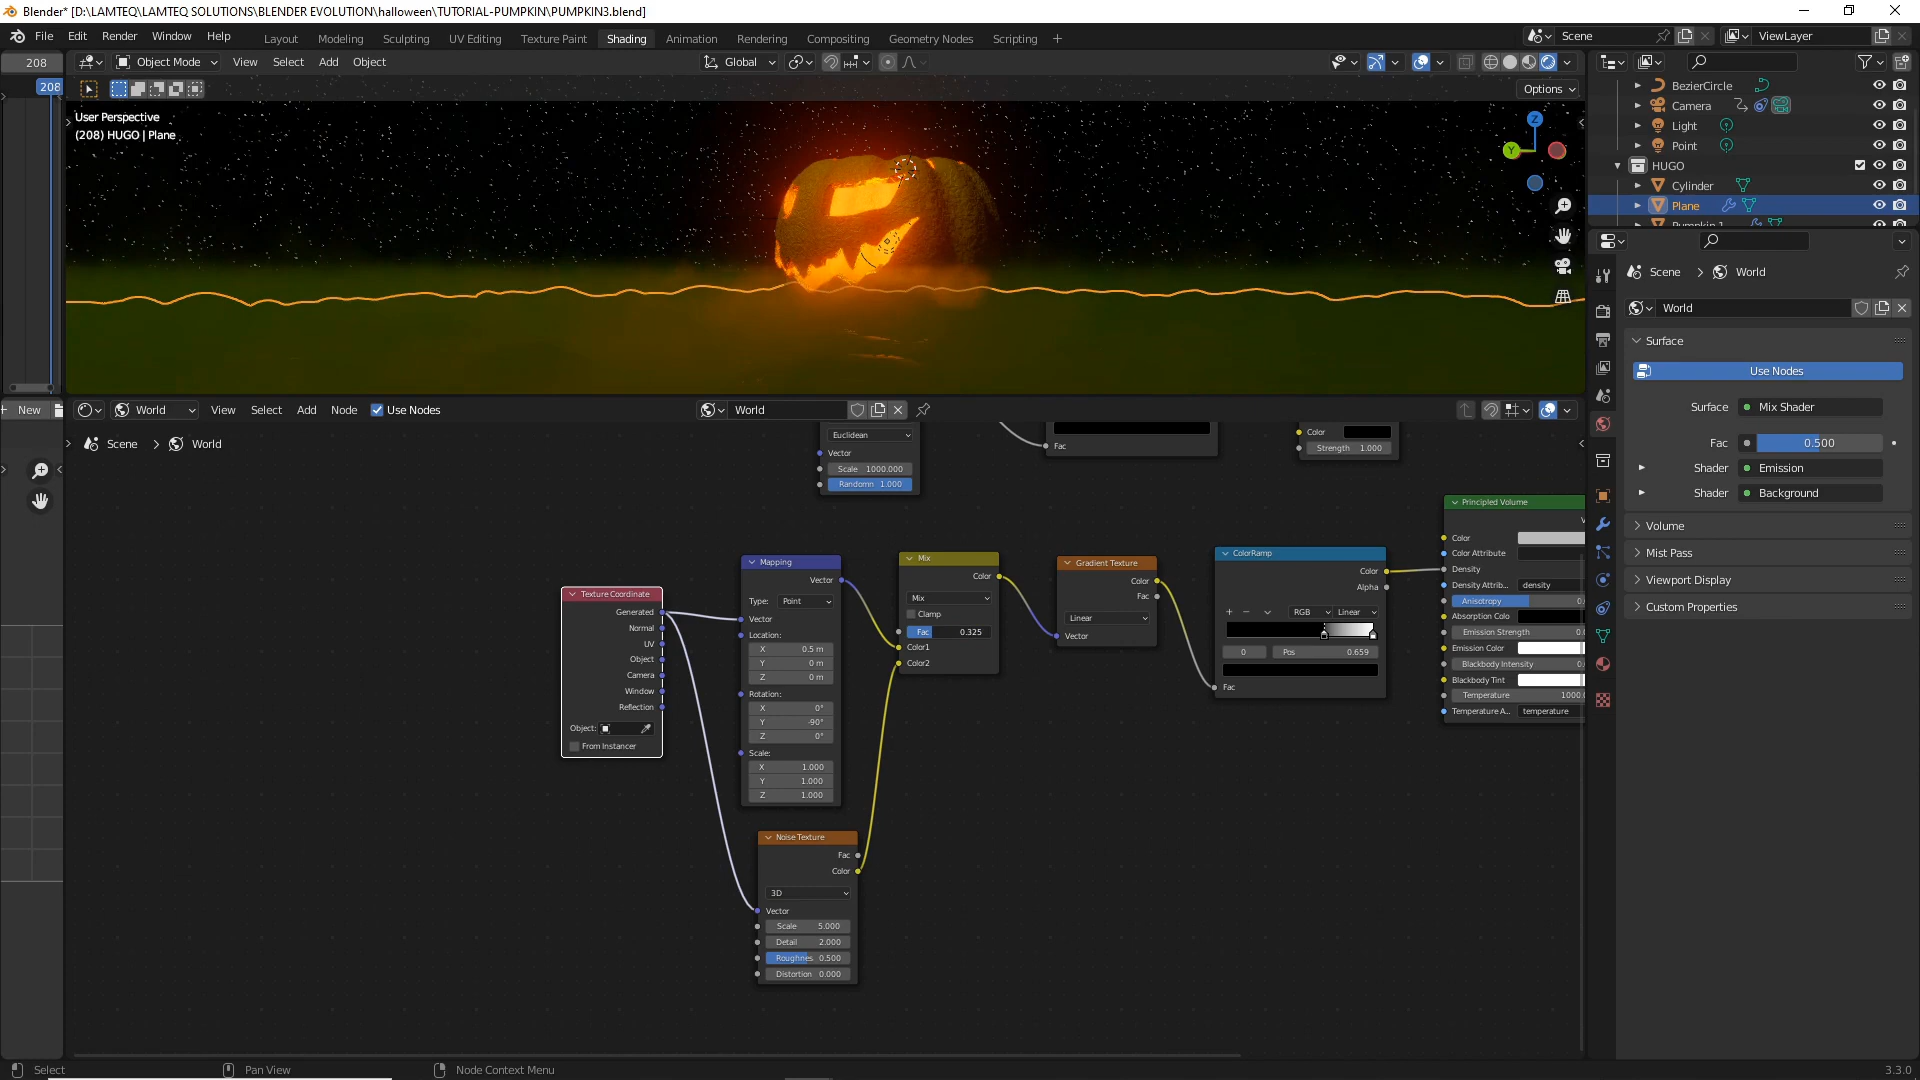 Blender* [D:\LAMTEQ\LAMTEQ SOLUTIONS\BLENDER EVOLUTION\halloween\TUTORIAL-PUMPKIN\PUMPKIN3.blend]
File Edit Render Window Help Layout Modeling Sculpting UV Editing Texture Paint Shading Animation Rendering Compositing Geometry Nodes Scripting + Scene ViewLayer
208 Object Mode View Select Add Object Global
208 Options
User Perspective
(208) HUGO | Plane
Z
Y
BezierCircle
Camera
Light
Point
HUGO
Cylinder
Plane
Pumpkin.1
Scene > World
World
Surface
Use Nodes
Surface Mix Shader
Fac 0.500
Shader Emission
Shader Background
Volume
Mist Pass
Viewport Display
Custom Properties
+ New World View Select Add Node Use Nodes World
Scene > World
Euclidean
Vector
Scale 1000.000
Randomn 1.000
Fac
Color
Strength 1.000
Texture Coordinate
Generated
Normal
UV
Object
Camera
Window
Reflection
Object:
From Instancer
Mapping
Vector
Type: Point
Vector
Location:
X 0.5 m
Y 0 m
Z 0 m
Rotation:
X 0°
Y -90°
Z 0°
Scale:
X 1.000
Y 1.000
Z 1.000
Noise Texture
Fac
Color
3D
Vector
Scale 5.000
Detail 2.000
Roughnes 0.500
Distortion 0.000
Mix
Color
Mix
Clamp
Fac 0.325
Color1
Color2
Gradient Texture
Color
Fac
Linear
Vector
ColorRamp
Color
Alpha
RGB Linear
0 Pos 0.659
Fac
Principled Volume
Color
Color Attribute
Density
Density Attrib... density
Anisotropy 0.
Absorption Colo
Emission Strength 0.
Emission Color
Blackbody Intensity 0.
Blackbody Tint
Temperature 1000.
Temperature A... temperature
Select Pan View Node Context Menu 3.3.0